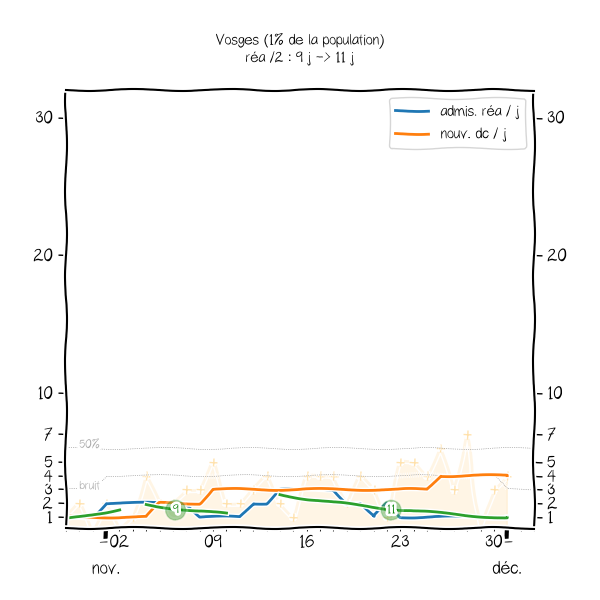 Vosges (1% de la population)
réa /2 : 9 j -> 11 j
admis. réa / j
nouv. dc / j
30 30
20 20
10 10
7 7
50%
5 5
4 4
bruit
3 3
2 2
1 1
9 11
02 09 16 23 30
nov. déc.